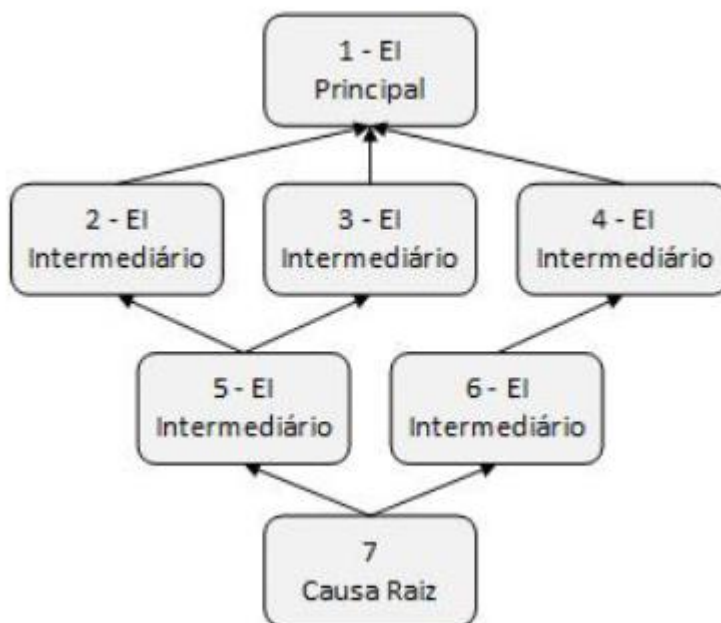 1 - EI
Principal
2 - EI
Intermediário
3 - EI
Intermediário
4 - EI
Intermediário
5 - EI
Intermediário
6 - EI
Intermediário
7
Causa Raiz